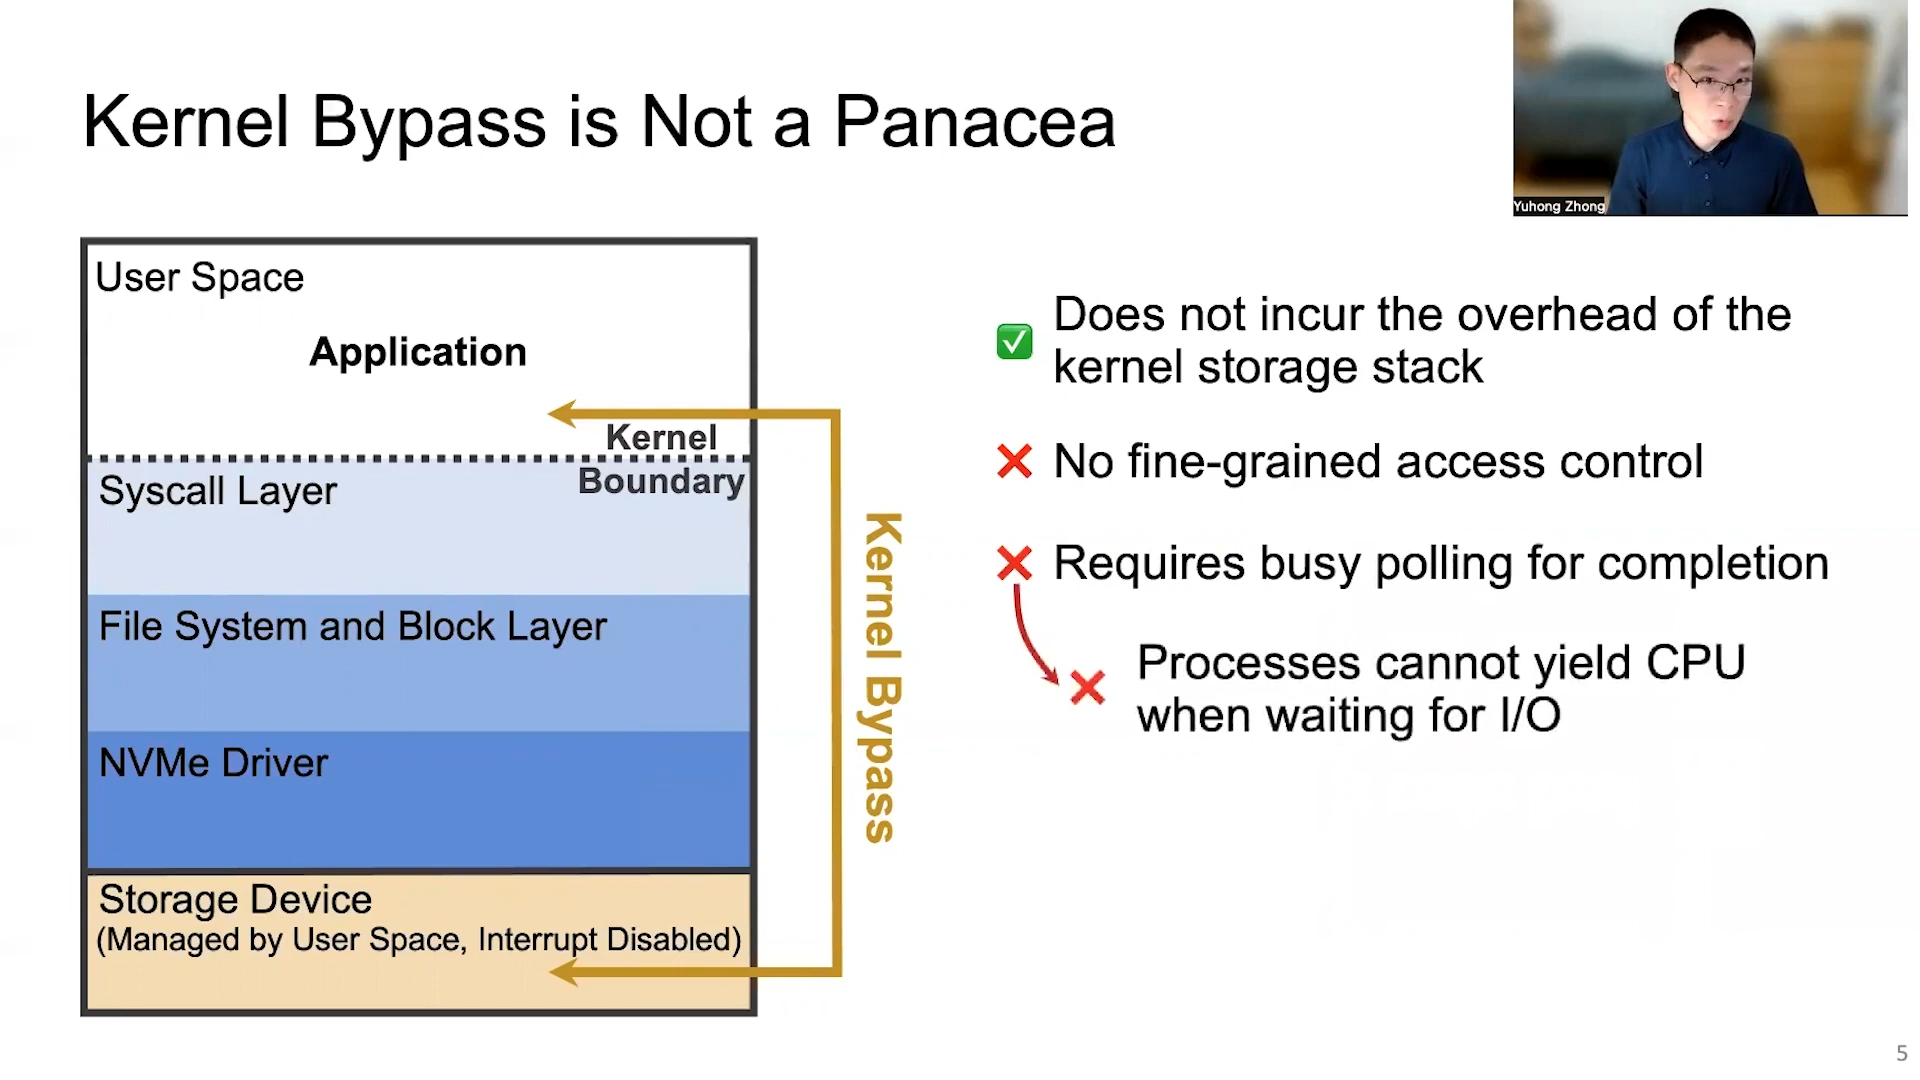 Kernel Bypass is Not a Panacea
Yuhong Zhong
User Space
Application
Kernel
Boundary
Syscall Layer
File System and Block Layer
NVMe Driver
Storage Device
(Managed by User Space, Interrupt Disabled)
Kernel Bypass
Does not incur the overhead of the
kernel storage stack
No fine-grained access control
Requires busy polling for completion
Processes cannot yield CPU
when waiting for I/O
5